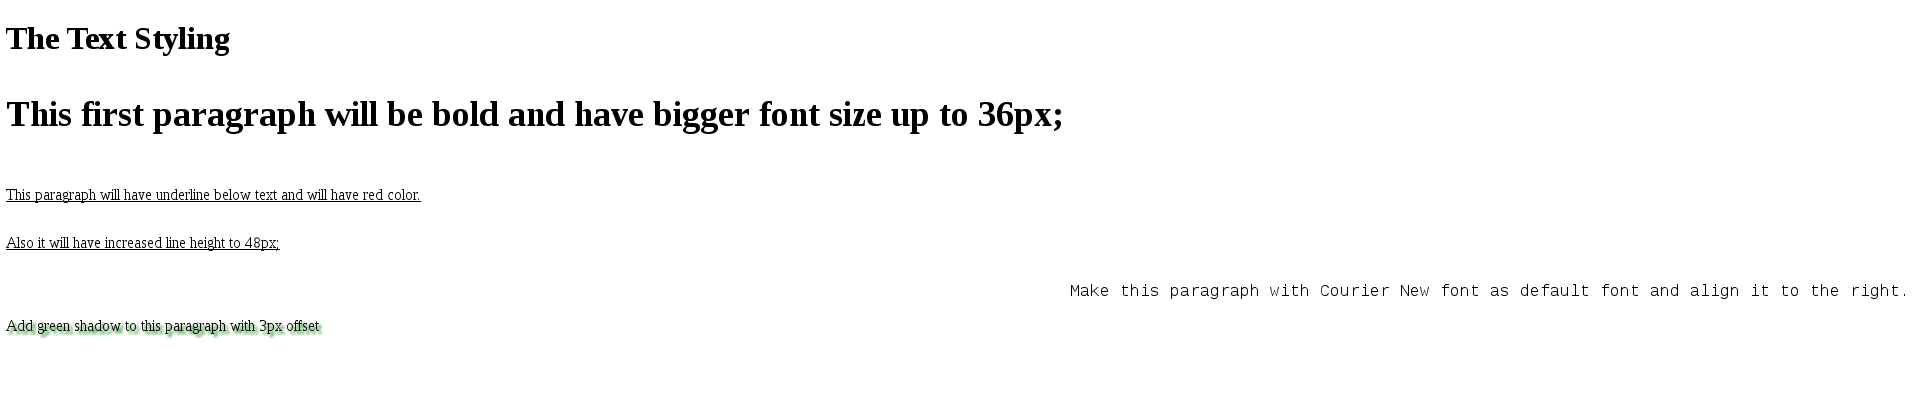 The Text Styling
This first paragraph will be bold and have bigger font size up to 36px;
This paragraph will have underline below text and will have red color.
Also it will have increased line height to 48px;
Make this paragraph with Courier New font as default font and align it to the right.
Add green shadow to this paragraph with 3px offset